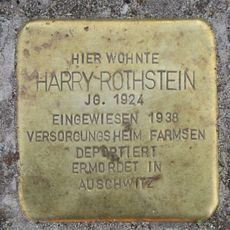 HIER WOHNTE
HARRY ROTHSTEIN
JG. 1924
EINGEWIESEN 1938
VERSORGUNGSHEIM FARMSEN
DEPORTIERT
ERMORDET IN
AUSCHWITZ